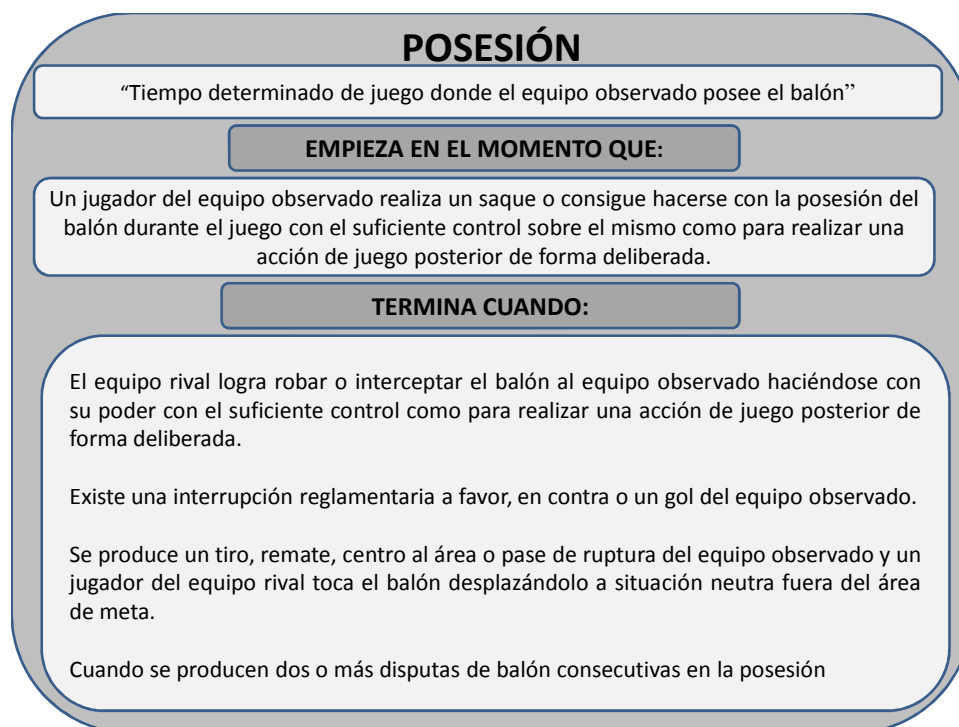 POSESIÓN
“Tiempo determinado de juego donde el equipo observado posee el balón”
EMPIEZA EN EL MOMENTO QUE:
Un jugador del equipo observado realiza un saque o consigue hacerse con la posesión del
balón durante el juego con el suficiente control sobre el mismo como para realizar una
acción de juego posterior de forma deliberada.
TERMINA CUANDO:
El equipo rival logra robar o interceptar el balón al equipo observado haciéndose con
su poder con el suficiente control como para realizar una acción de juego posterior de
forma deliberada.
Existe una interrupción reglamentaria a favor, en contra o un gol del equipo observado.
Se produce un tiro, remate, centro al área o pase de ruptura del equipo observado y un
jugador del equipo rival toca el balón desplazándolo a situación neutra fuera del área
de meta.
Cuando se producen dos o más disputas de balón consecutivas en la posesión